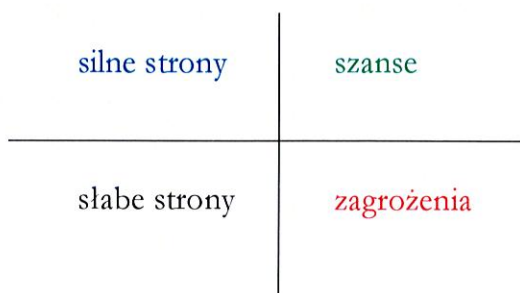 silne strony
szanse
słabe strony
zagrożenia